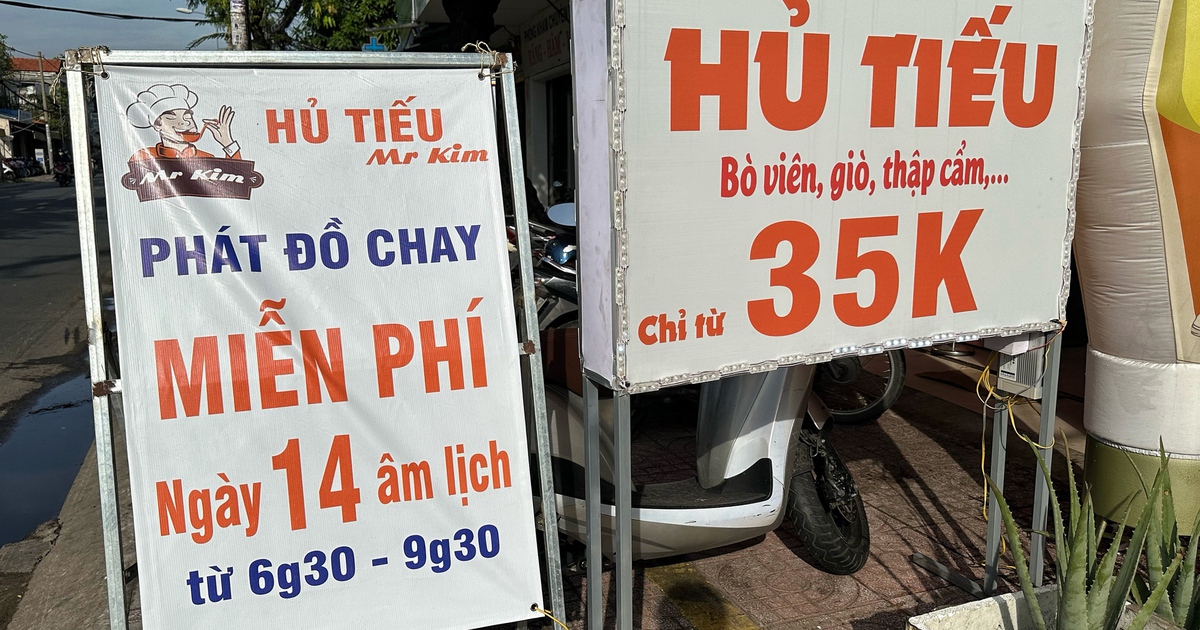 HỦ TIẾU
Mr Kim
Mr Kim
PHÁT ĐỒ CHAY
MIỄN PHÍ
Ngày 14 âm lịch
từ 6g30 - 9g30
HỦ TIẾU
Bò viên, giò, thập cẩm,...
Chỉ từ 35K